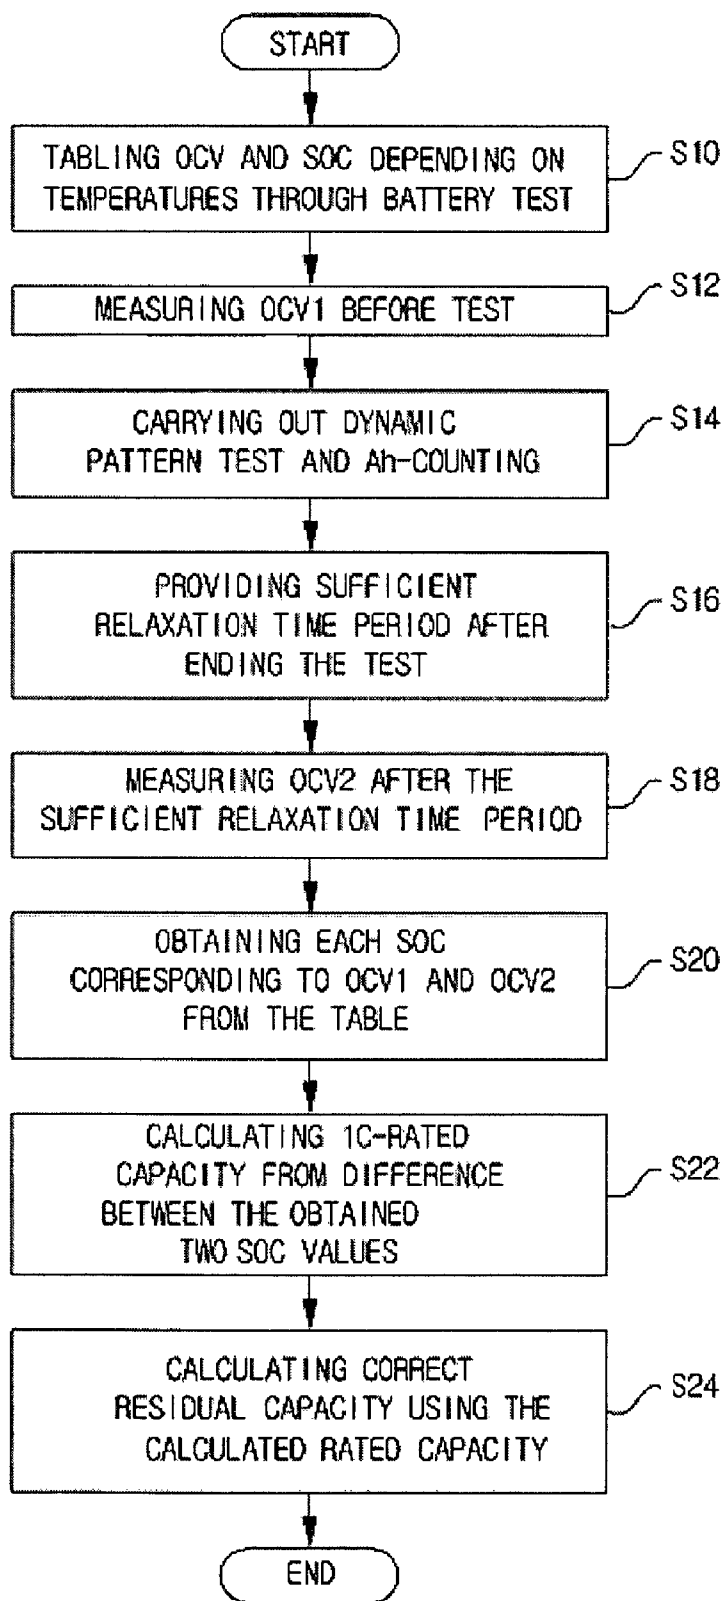 START
TABLING OCV AND SOC DEPENDING ON
TEMPERATURES THROUGH BATTERY TEST
S10
MEASURING OCV1 BEFORE TEST
S12
CARRYING OUT DYNAMIC
PATTERN TEST AND Ah-COUNTING
S14
PROVIDING SUFFICIENT
RELAXATION TIME PERIOD AFTER
ENDING THE TEST
S16
MEASURING OCV2 AFTER THE
SUFFICIENT RELAXATION TIME PERIOD
S18
OBTAINING EACH SOC
CORRESPONDING TO OCV1 AND OCV2
FROM THE TABLE
S20
CALCULATING 1C-RATED
CAPACITY FROM DIFFERENCE
BETWEEN THE OBTAINED
TWO SOC VALUES
S22
CALCULATING CORRECT
RESIDUAL CAPACITY USING THE
CALCULATED RATED CAPACITY
S24
END